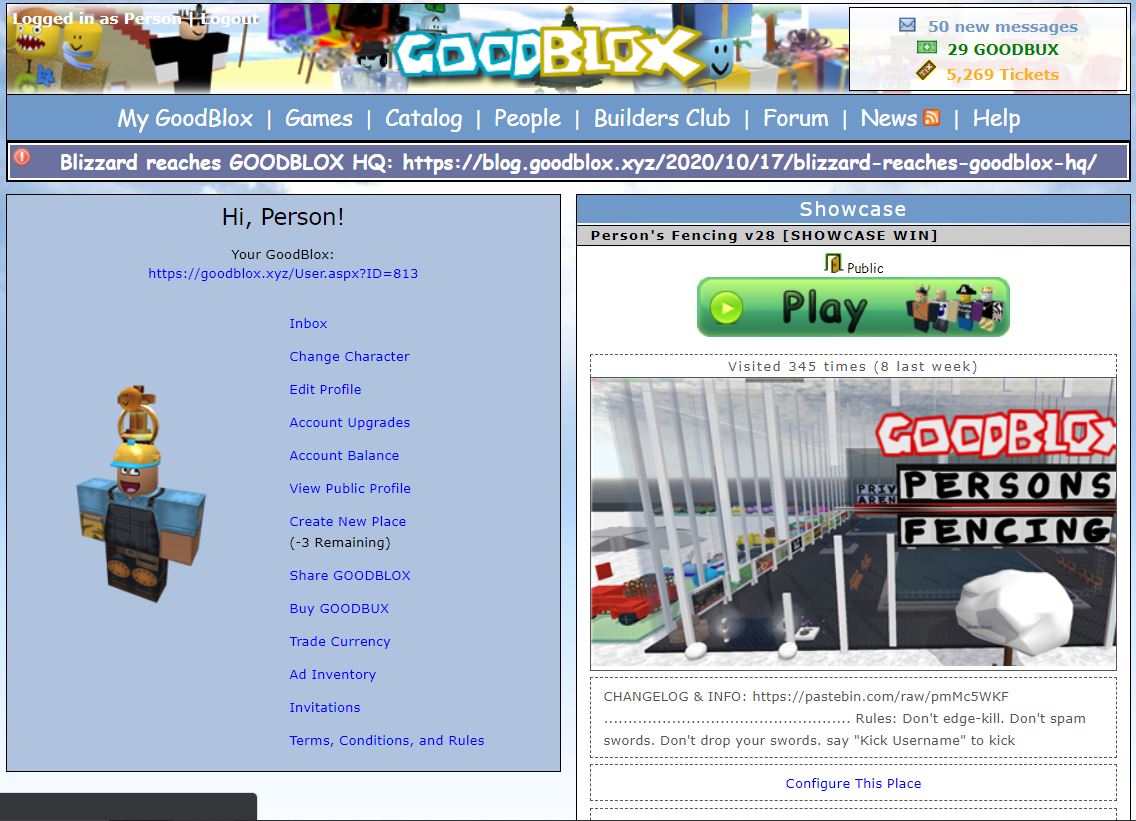 Logged in as Person | Logout
GOODBLOX
50 new messages
29 GOODBUX
5,269 Tickets
My GoodBlox | Games | Catalog | People | Builders Club | Forum | News | Help
Blizzard reaches GOODBLOX HQ: https://blog.goodblox.xyz/2020/10/17/blizzard-reaches-goodblox-hq/
Hi, Person!
Your GoodBlox:
https://goodblox.xyz/User.aspx?ID=813
Inbox
Change Character
Edit Profile
Account Upgrades
Account Balance
View Public Profile
Create New Place
(-3 Remaining)
Share GOODBLOX
Buy GOODBUX
Trade Currency
Ad Inventory
Invitations
Terms, Conditions, and Rules
Showcase
Person's Fencing v28 [SHOWCASE WIN]
Public
Play
Visited 345 times (8 last week)
GOODBLOX
PRIV
AREN
PERSONS
FENCING
CHANGELOG & INFO: https://pastebin.com/raw/pmMc5WKF
................................................... Rules: Don't edge-kill. Don't spam
swords. Don't drop your swords. say "Kick Username" to kick
Configure This Place